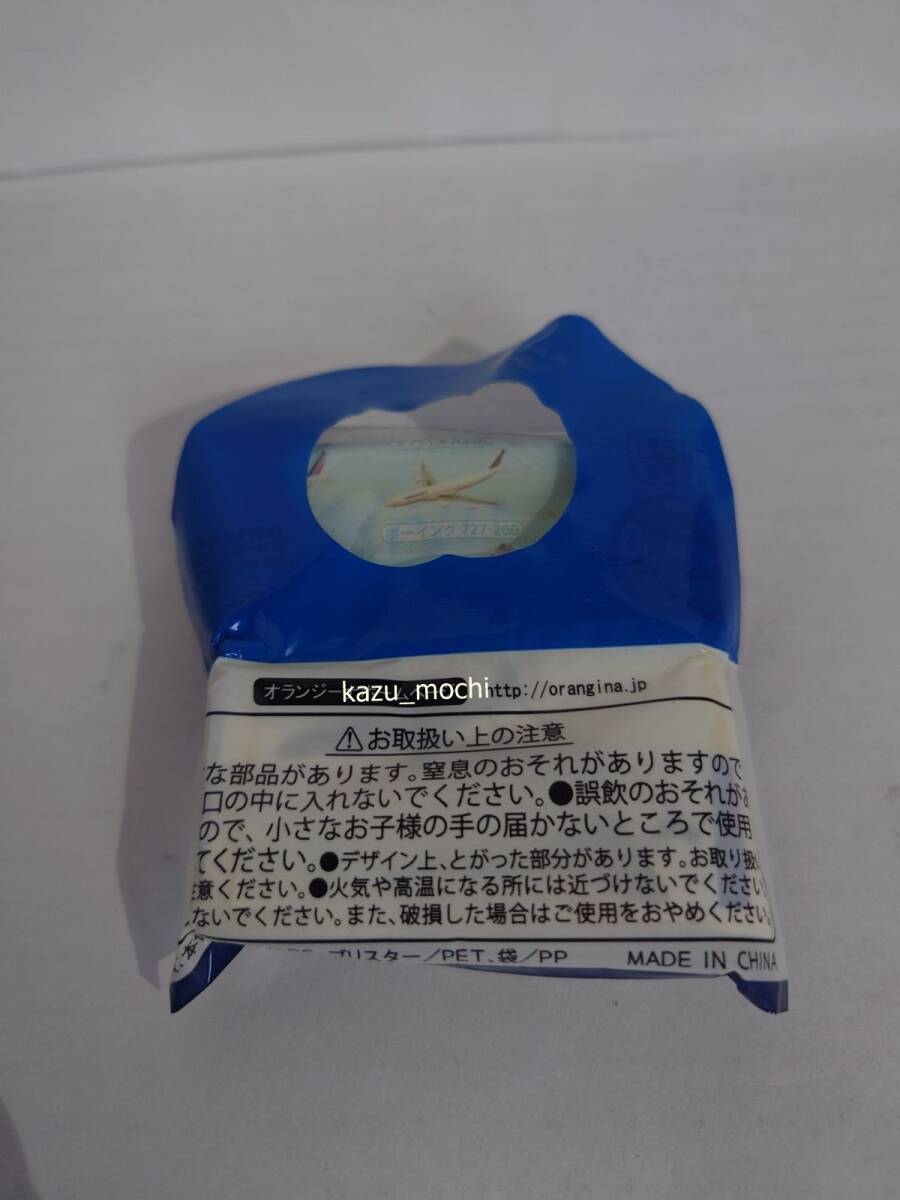 ボーイング 727-200
オランジー
kazu_mochi
http://orangina.jp
お取扱い上の注意
な部品があります。窒息のおそれがありますので
口の中に入れないでください。●誤飲のおそれがあ
ので、小さなお子様の手の届かないところで使用
てください。●デザイン上、とがった部分があります。お取り扱
注意ください。●火気や高温になる所には近づけないでください
ないでください。また、破損した場合はご使用をおやめください。
ブリスター/PET、袋/PP
MADE IN CHINA